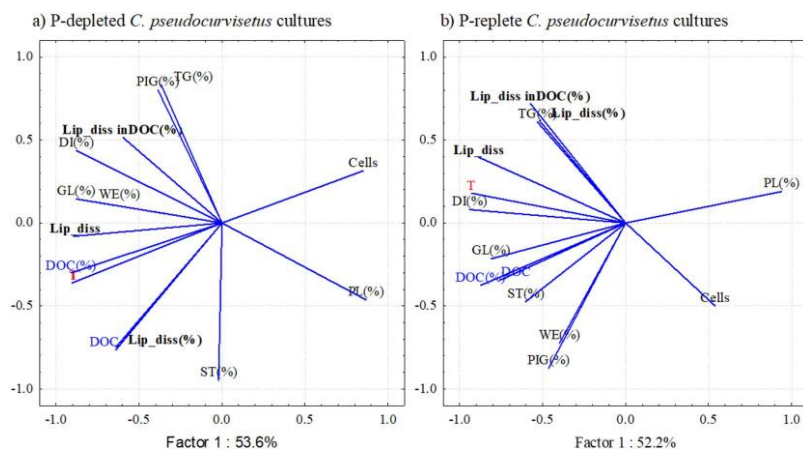 a) P-depleted C. pseudocurvisetus cultures
1.0
PIG(%)
TG(%)
0.5
Lip_diss inDOC(%)
DI(%)
Cells
GL(%)
WE(%)
0.0
Lip_diss
DOC(%)
T
PL(%)
-0.5
DOC
Lip_diss(%)
ST(%)
-1.0
-1.0 -0.5 0.0 0.5 1.0
Factor 1 : 53.6%
b) P-replete C. pseudocurvisetus cultures
1.0
Lip_diss inDOC(%)
TG(%)
Lip_diss(%)
0.5
Lip_diss
T
PL(%)
DI(%)
0.0
GL(%)
DOC(%)
DOC
ST(%)
Cells
-0.5
WE(%)
PIG(%)
-1.0
-1.0 -0.5 0.0 0.5 1.0
Factor 1 : 52.2%